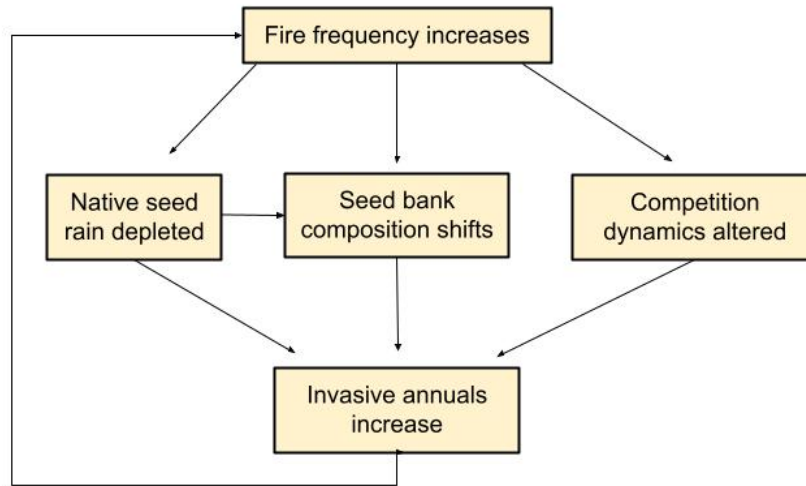 Fire frequency increases
Native seed
rain depleted
Seed bank
composition shifts
Competition
dynamics altered
Invasive annuals
increase